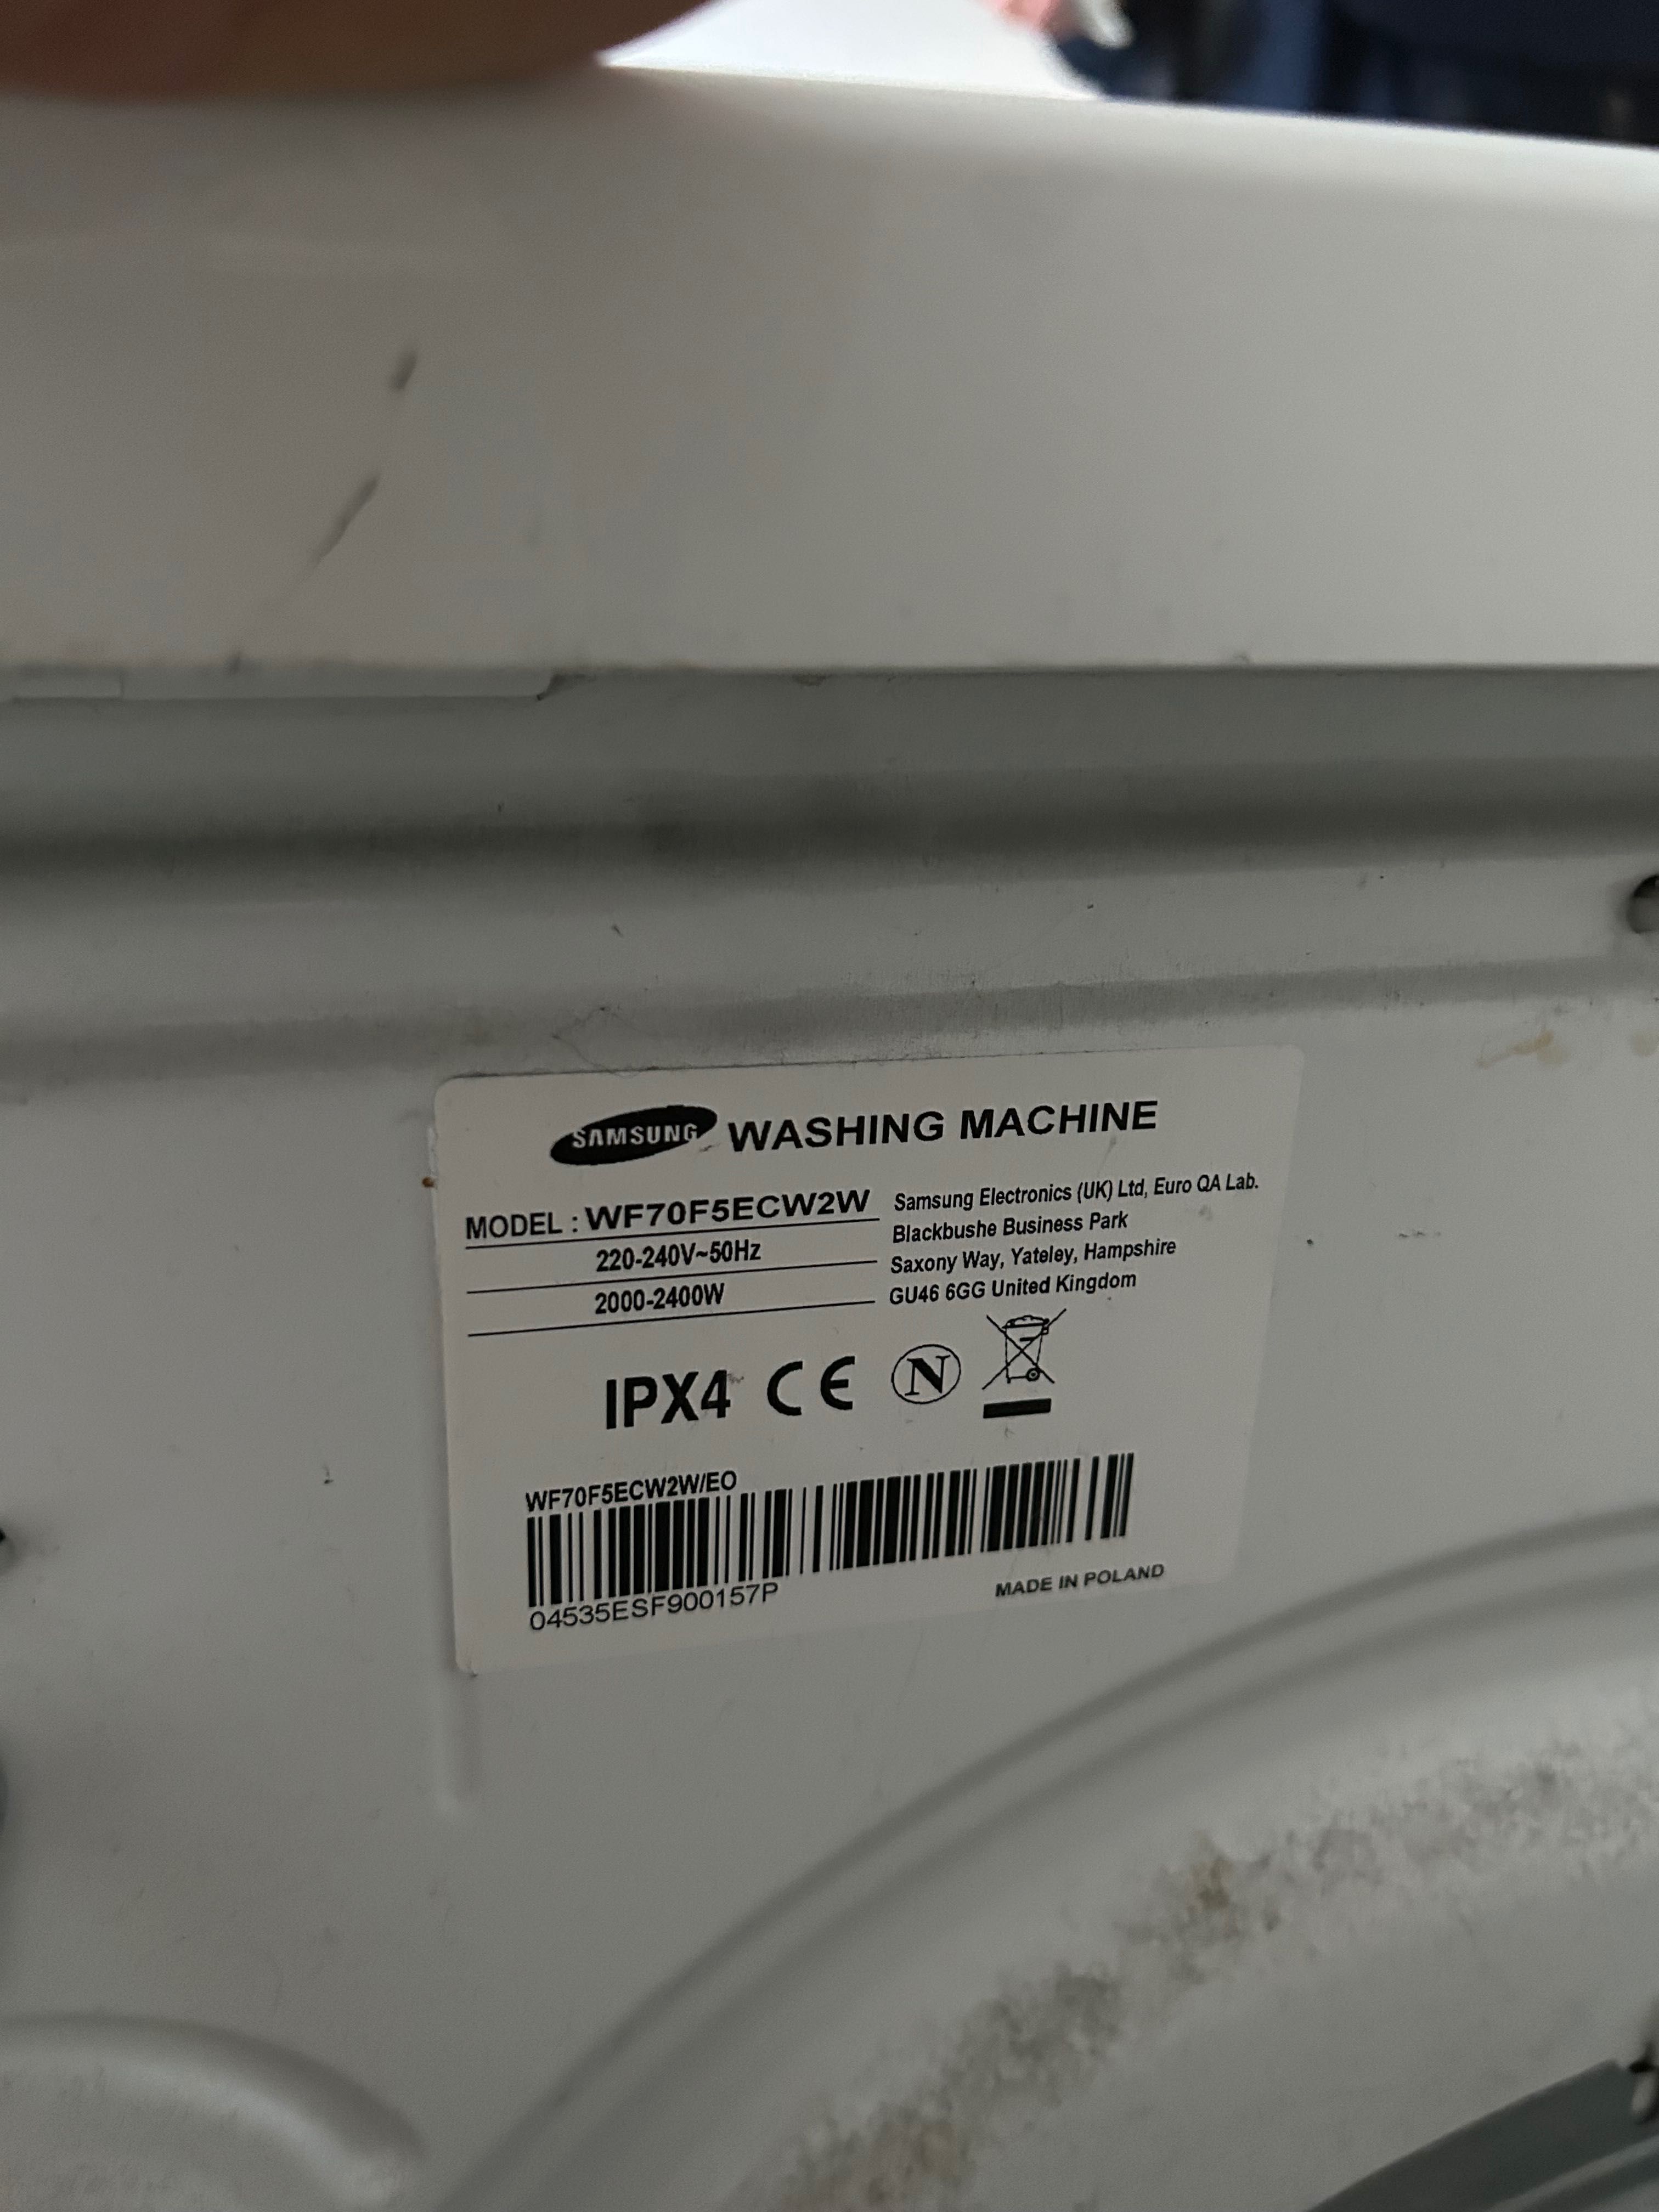 SAMSUNG WASHING MACHINE
MODEL : WF70F5ECW2W
220-240V~50Hz
2000-2400W
Samsung Electronics (UK) Ltd, Euro QA Lab.
Blackbushe Business Park
Saxony Way, Yateley, Hampshire
GU46 6GG United Kingdom
IPX4 CE N
WF70F5ECW2W/EO
04535ESF900157P
MADE IN POLAND